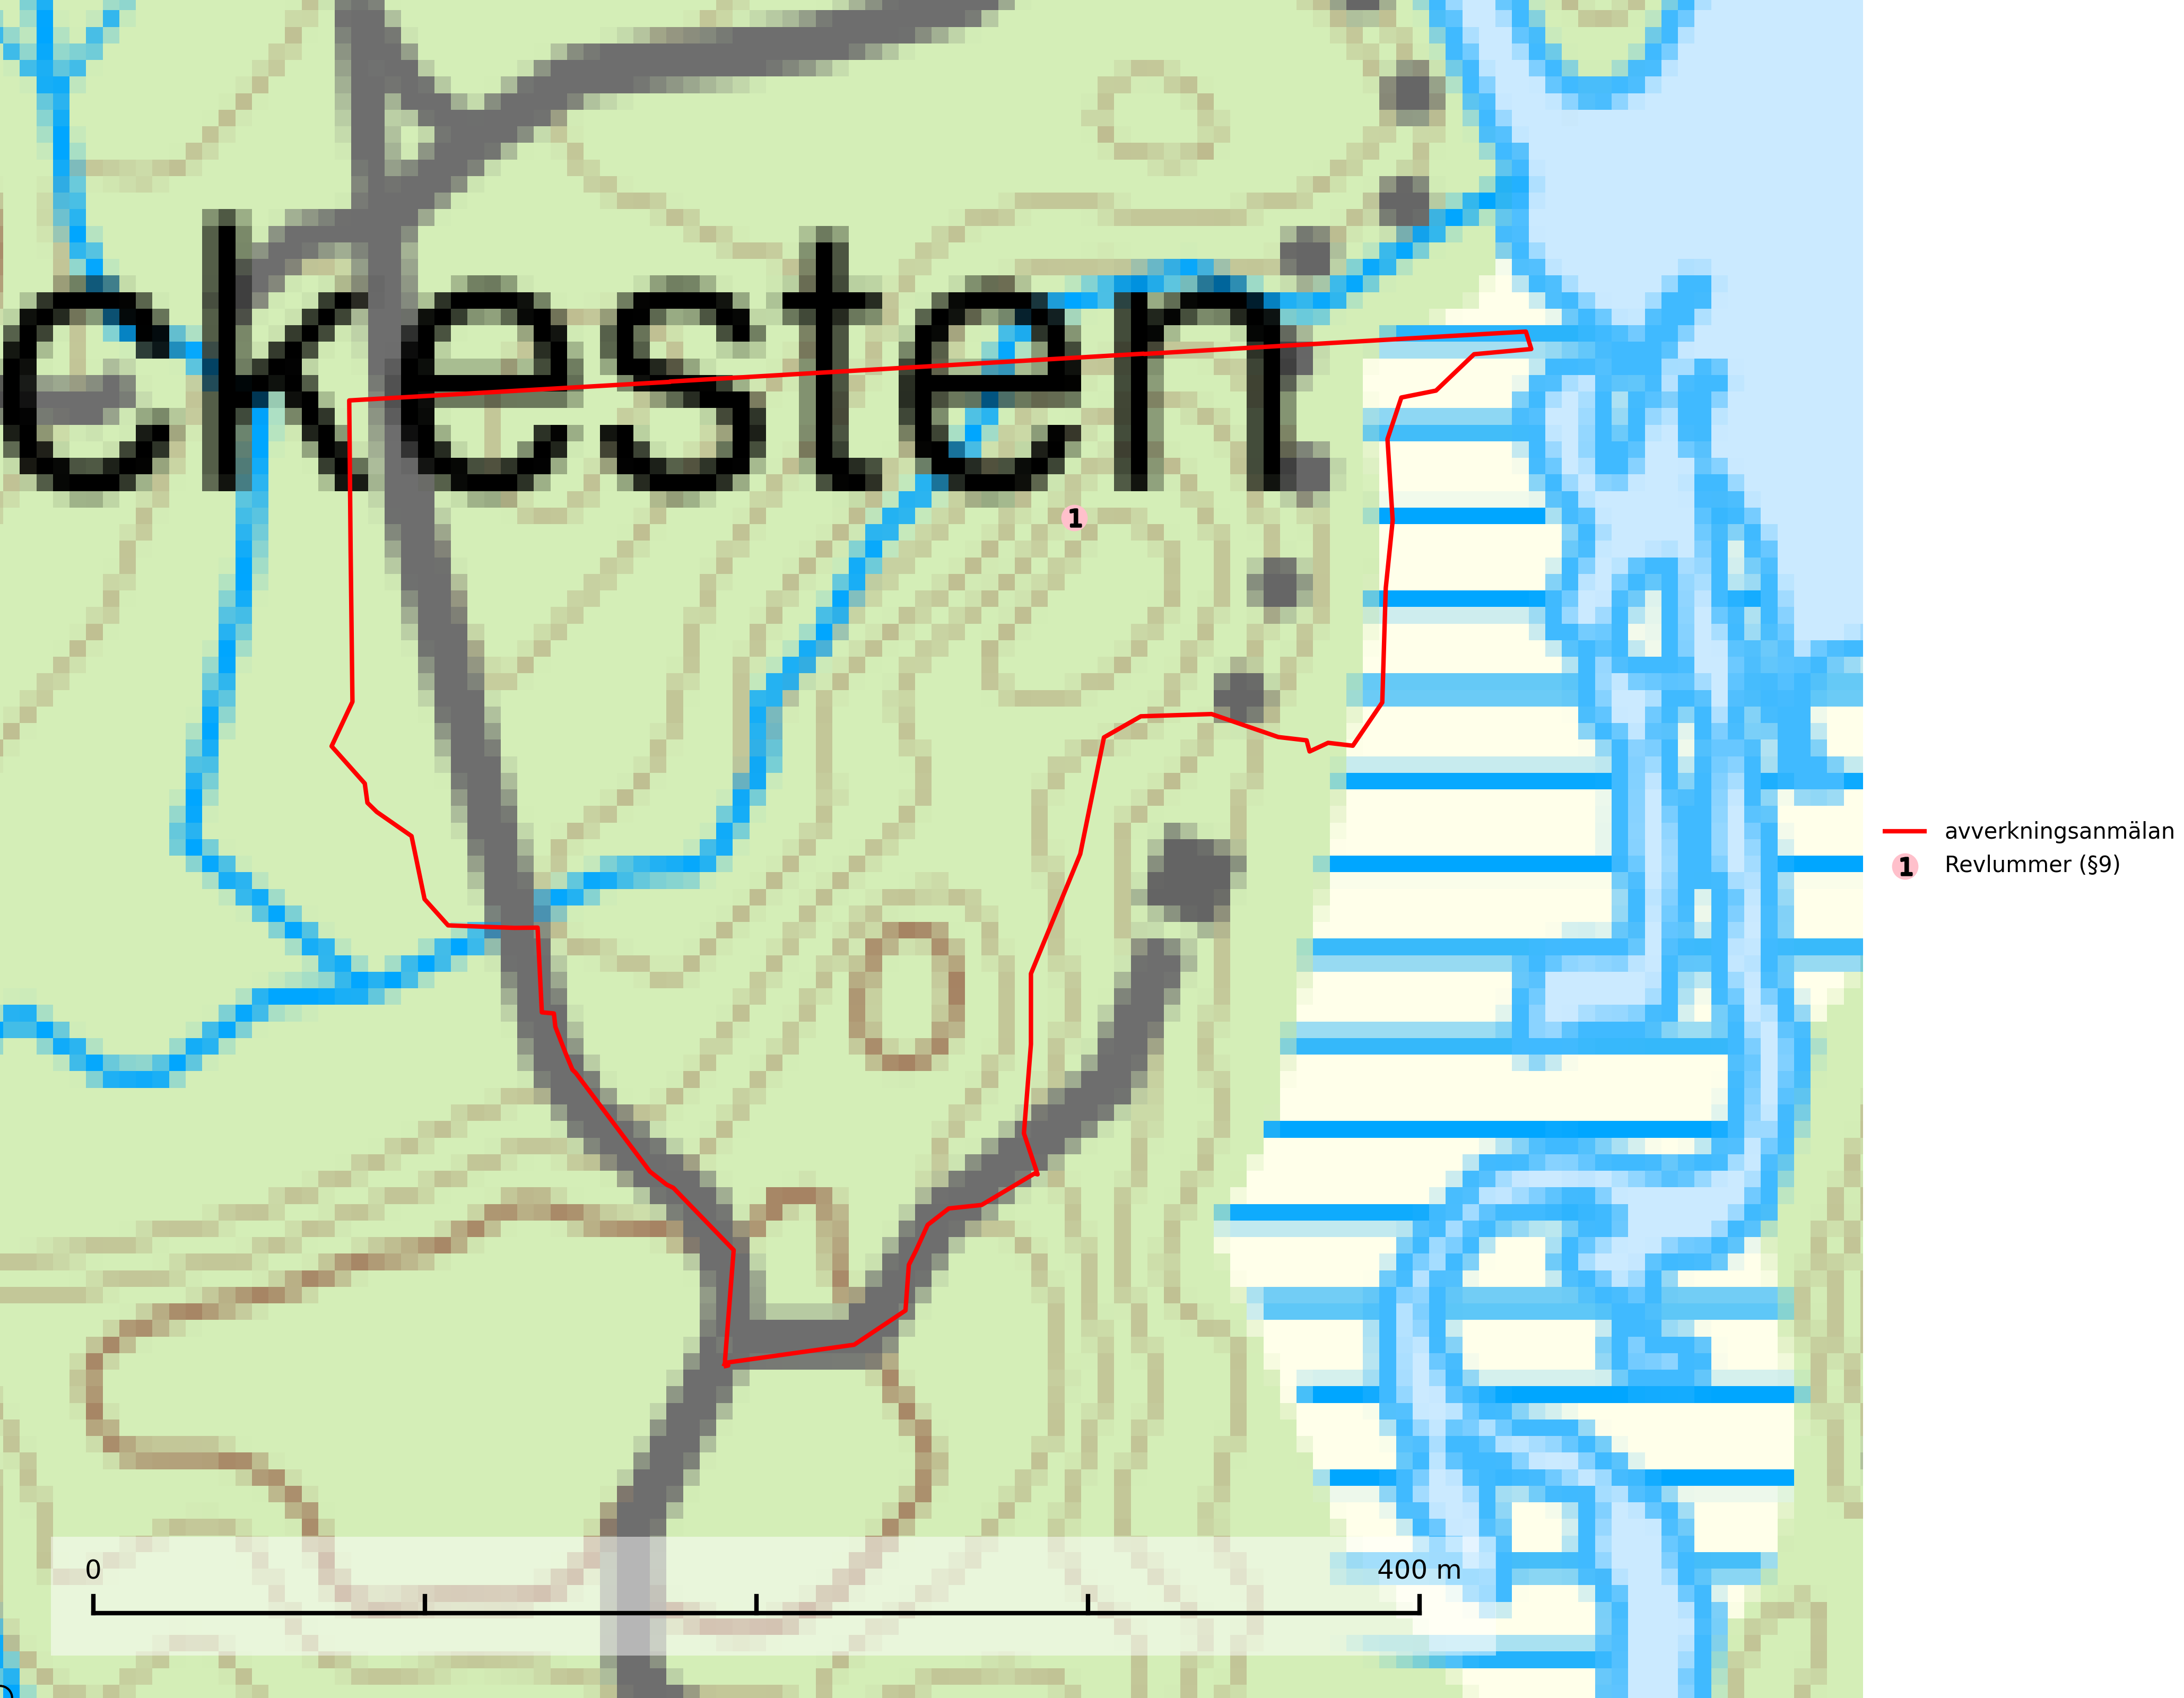 ckesten
1
avverkningsanmälan
1 Revlummer (§9)
0 400 m